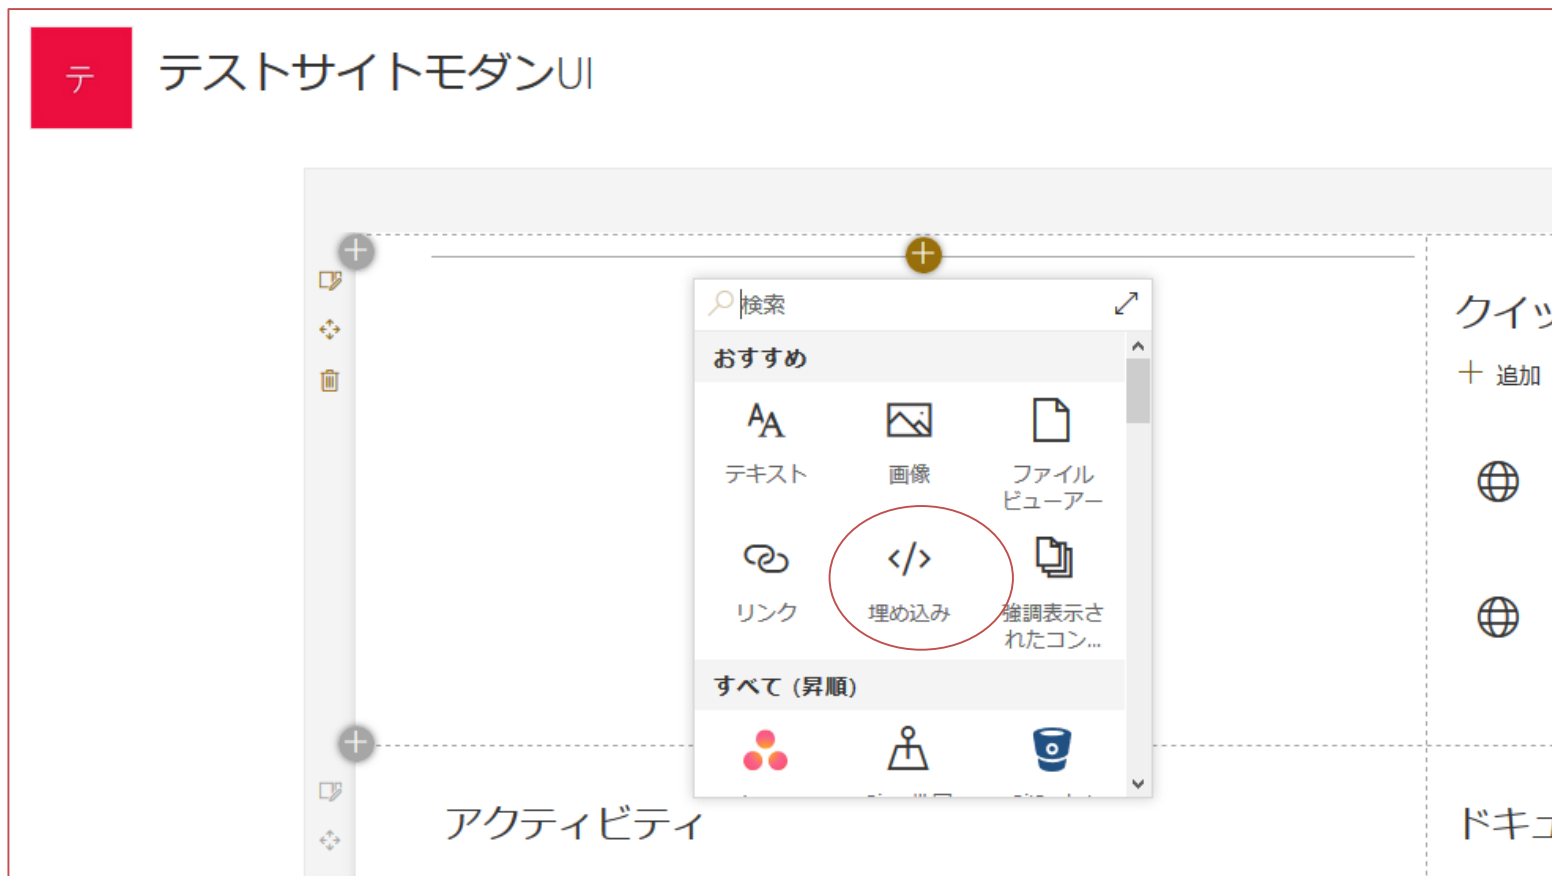 テ
テストサイトモダンUI
検索
おすすめ
テキスト
画像
ファイル
ビューアー
リンク
埋め込み
強調表示さ
れたコン...
すべて (昇順)
クイッ
追加
アクティビティ
ドキュ